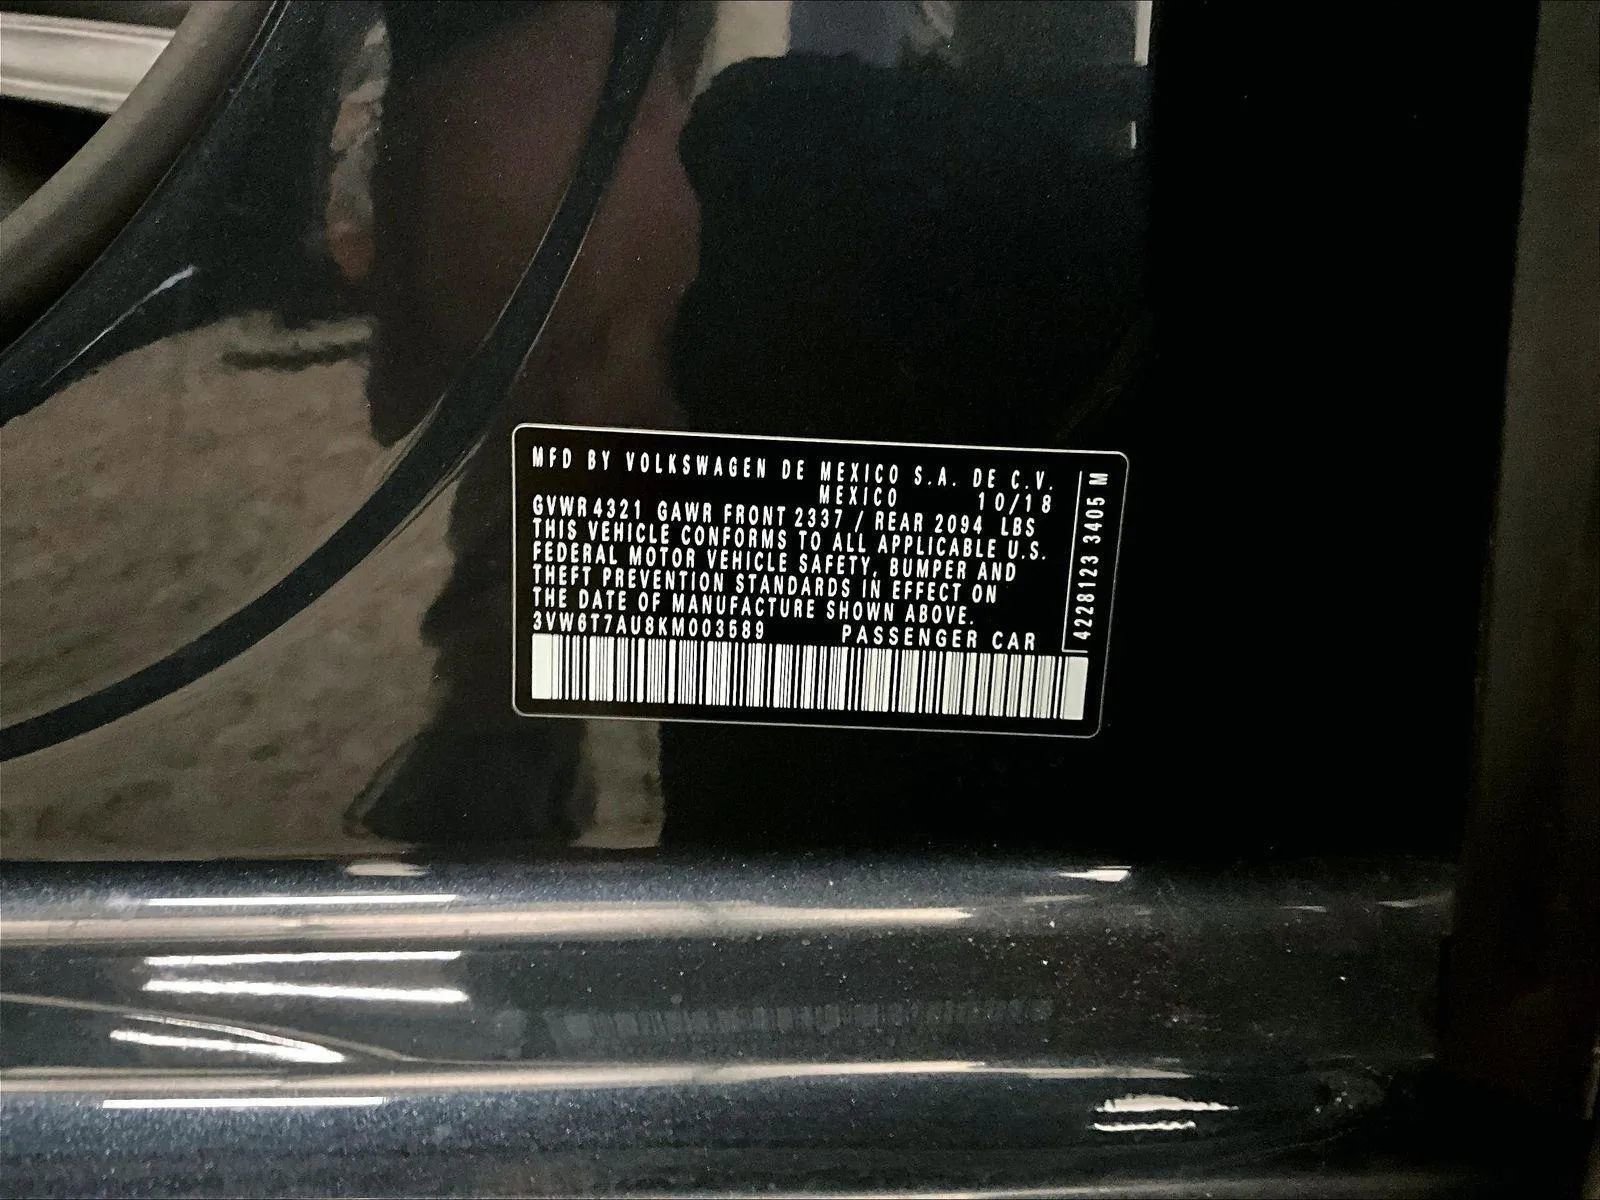 MFD BY VOLKSWAGEN DE MEXICO S.A. DE C.V.
MEXICO 10/18
GVWR 4321 GAWR FRONT 2337 / REAR 2094 LBS
THIS VEHICLE CONFORMS TO ALL APPLICABLE U.S.
FEDERAL MOTOR VEHICLE SAFETY, BUMPER AND
THEFT PREVENTION STANDARDS IN EFFECT ON
THE DATE OF MANUFACTURE SHOWN ABOVE.
3VW6T7AU8KM003589 PASSENGER CAR
4228123 3405 M